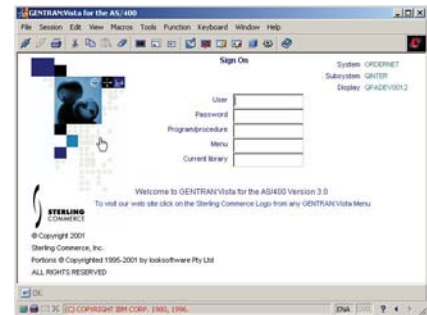 GENTRAN:Vista for the AS/400
File Session Edit View Macros Tools Function Keyboard Window Help
Sign On
System ORDERNET
Subsystem QINTER
Display QPADEV0012
User
Password
Program/procedure
Menu
Current library
Welcome to GENTRAN:Vista for the AS/400 Version 3.0
To visit our web site click on the Sterling Commerce Logo from any GENTRAN:Vista Menu
STERLING
COMMERCE
© Copyright 2001
Sterling Commerce, Inc.
Portions © Copyrighted 1995-2001 by looksoftware Pty Ltd
ALL RIGHTS RESERVED
OK
(C) COPYRIGHT IBM CORP. 1980, 1996.